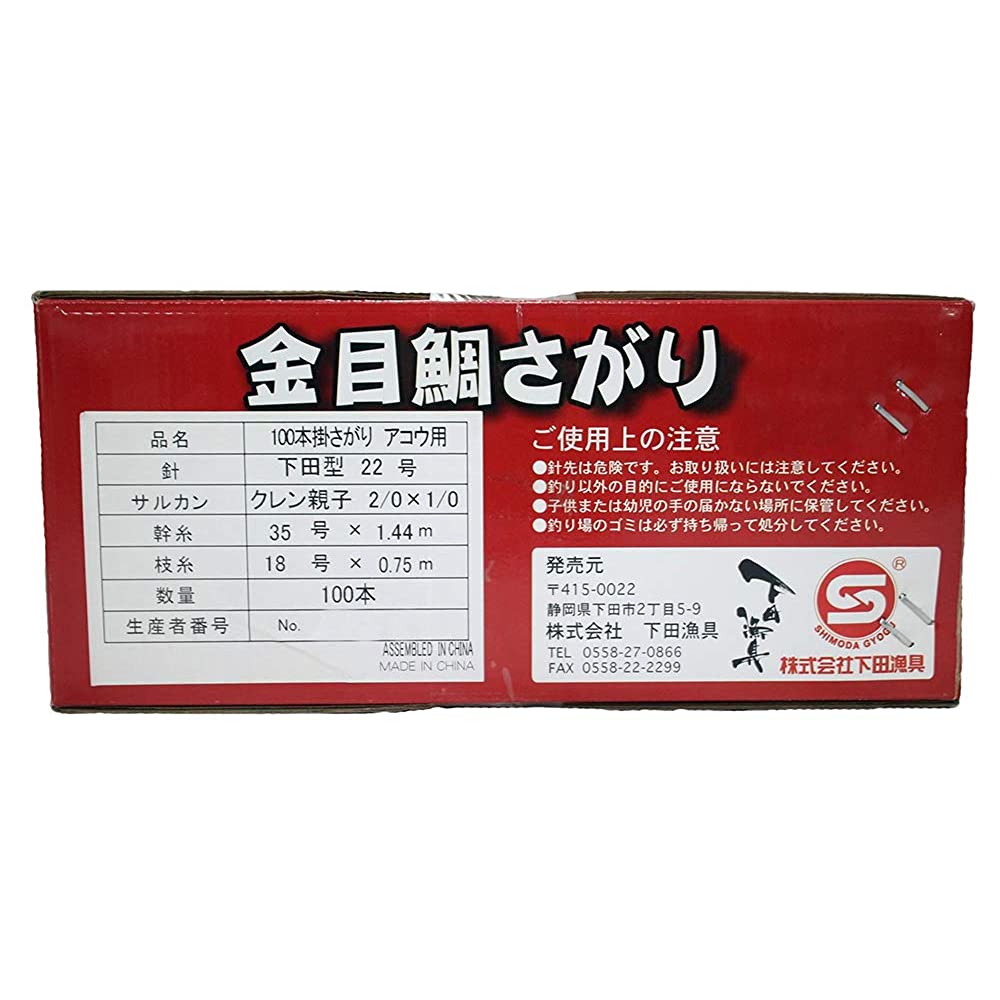 金目鯛さがり
品名 100本掛さがり アコウ用
針 下田型 22 号
サルカン クレン親子 2/0×1/0
幹糸 35 号 × 1.44 m
枝糸 18 号 × 0.75 m
数量 100本
生産者番号 No.
ASSEMBLED IN CHINA
MADE IN CHINA
ご使用上の注意
●針先は危険です。お取り扱いには注意してください。
●釣り以外の目的にご使用にならないでください。
●子供または幼児の手の届かない場所に保管してください。
●釣り場のゴミは必ず持ち帰って処分してください。
発売元
〒415-0022
静岡県下田市2丁目5-9
株式会社 下田漁具
TEL 0558-27-0866
FAX 0558-22-2299
下田漁具
®
SHIMODA GYOG
株式会社下田漁具